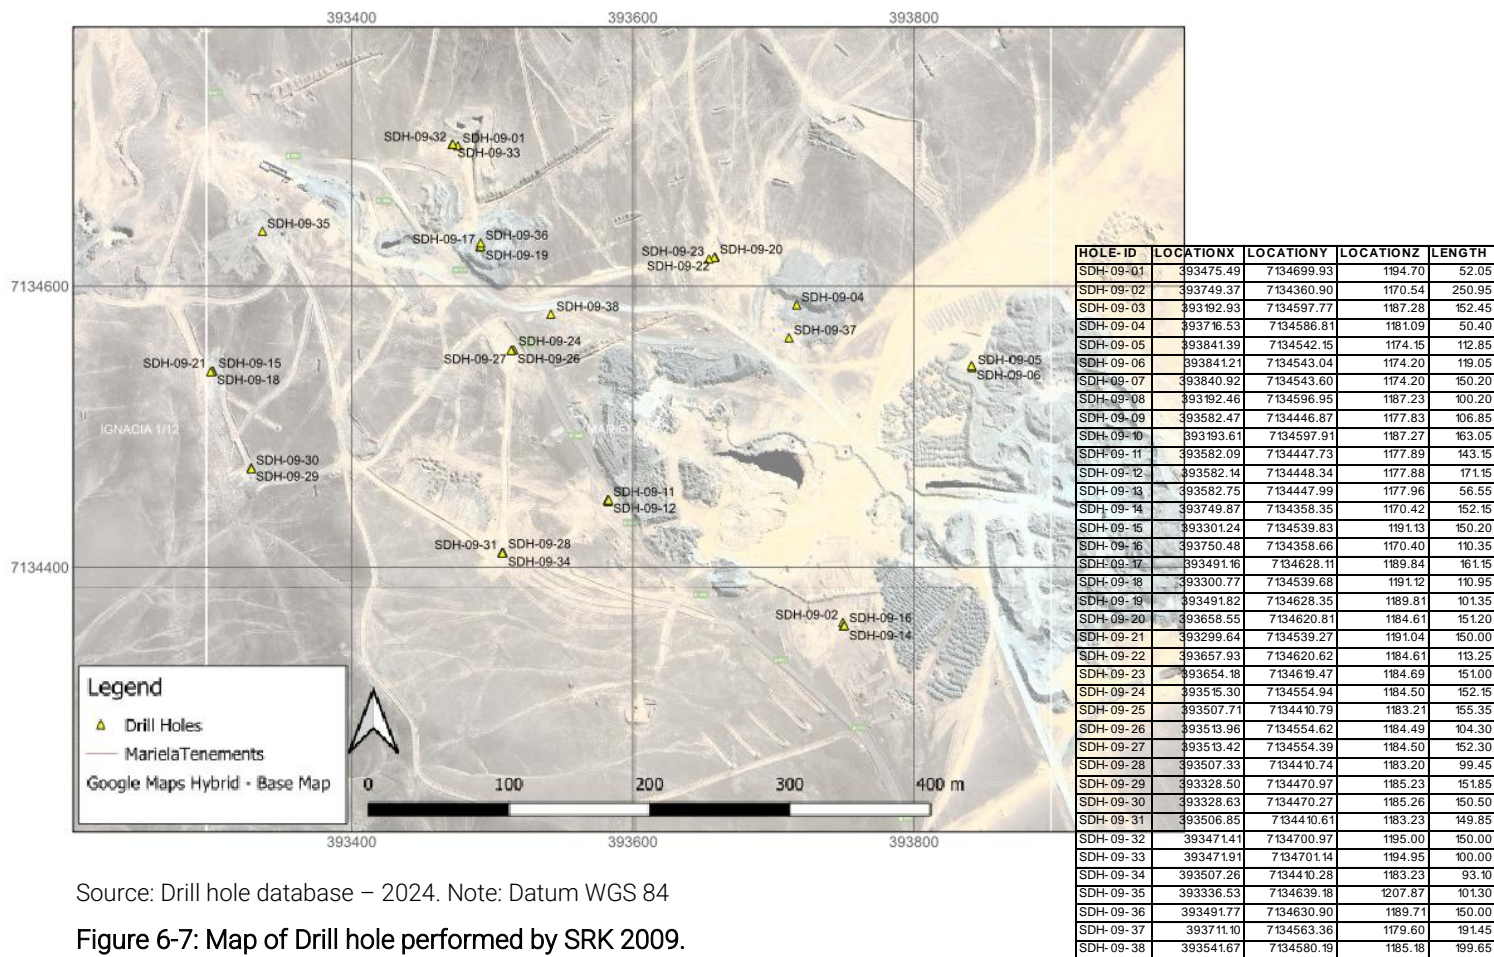 393400 393600 393800
SDH-09-32 SDH-09-01
SDH-09-33
SDH-09-35
SDH-09-17 SDH-09-36
SDH-09-19
SDH-09-23 SDH-09-20
SDH-09-22
7134600
SDH-09-04
SDH-09-38
SDH-09-37
SDH-09-24
SDH-09-27 SDH-09-26
SDH-09-21 SDH-09-15
SDH-09-18
SDH-09-05
SDH-09-06
IGNACIA 1/12
SDH-09-30
SDH-09-29
SDH-09-11
SDH-09-12
SDH-09-31 SDH-09-28
SDH-09-34
7134400
SDH-09-02 SDH-09-16
SDH-09-14
Legend
Drill Holes
MarielaTenements
Google Maps Hybrid - Base Map
0 100 200 300 400 m
393400 393600 393800
HOLE-ID LOCATIONX LOCATIONY LOCATIONZ LENGTH
SDH-09-01 393475.49 7134699.93 1194.70 52.05
SDH-09-02 393749.37 7134360.90 1170.54 250.95
SDH-09-03 393192.93 7134597.77 1187.28 152.45
SDH-09-04 393716.53 7134586.81 1181.09 50.40
SDH-09-05 393841.39 7134542.15 1174.15 112.85
SDH-09-06 393841.21 7134543.04 1174.20 119.05
SDH-09-07 393840.92 7134543.60 1174.20 150.20
SDH-09-08 393192.46 7134596.95 1187.23 100.20
SDH-09-09 393582.47 7134446.87 1177.83 106.85
SDH-09-10 393193.61 7134597.91 1187.27 163.05
SDH-09-11 393582.09 7134447.73 1177.89 143.15
SDH-09-12 393582.14 7134448.34 1177.88 171.15
SDH-09-13 393582.75 7134447.99 1177.96 56.55
SDH-09-14 393749.87 7134358.35 1170.42 152.15
SDH-09-15 393301.24 7134539.83 1191.13 150.20
SDH-09-16 393750.48 7134358.66 1170.40 110.35
SDH-09-17 393491.16 7134628.11 1189.84 161.15
SDH-09-18 393300.77 7134539.68 1191.12 110.95
SDH-09-19 393491.82 7134628.35 1189.81 101.35
SDH-09-20 393658.55 7134620.81 1184.61 151.20
SDH-09-21 393299.64 7134539.27 1191.04 150.00
SDH-09-22 393657.93 7134620.62 1184.61 113.25
SDH-09-23 393654.18 7134619.47 1184.69 151.00
SDH-09-24 393515.30 7134554.94 1184.50 152.15
SDH-09-25 393507.71 7134410.79 1183.21 155.35
SDH-09-26 393513.96 7134554.62 1184.49 104.30
SDH-09-27 393513.42 7134554.39 1184.50 152.30
SDH-09-28 393507.33 7134410.74 1183.20 99.45
SDH-09-29 393328.50 7134470.97 1185.23 151.85
SDH-09-30 393328.63 7134470.27 1185.26 150.50
SDH-09-31 393506.85 7134410.61 1183.23 149.85
SDH-09-32 393471.41 7134700.97 1195.00 150.00
SDH-09-33 393471.91 7134701.14 1194.95 100.00
SDH-09-34 393507.26 7134410.28 1183.23 93.10
SDH-09-35 393336.53 7134639.18 1207.87 101.30
SDH-09-36 393491.77 7134630.90 1189.71 150.00
SDH-09-37 393711.10 7134563.36 1179.60 191.45
SDH-09-38 393541.67 7134580.19 1185.18 199.65
Source: Drill hole database – 2024. Note: Datum WGS 84
Figure 6-7: Map of Drill hole performed by SRK 2009.